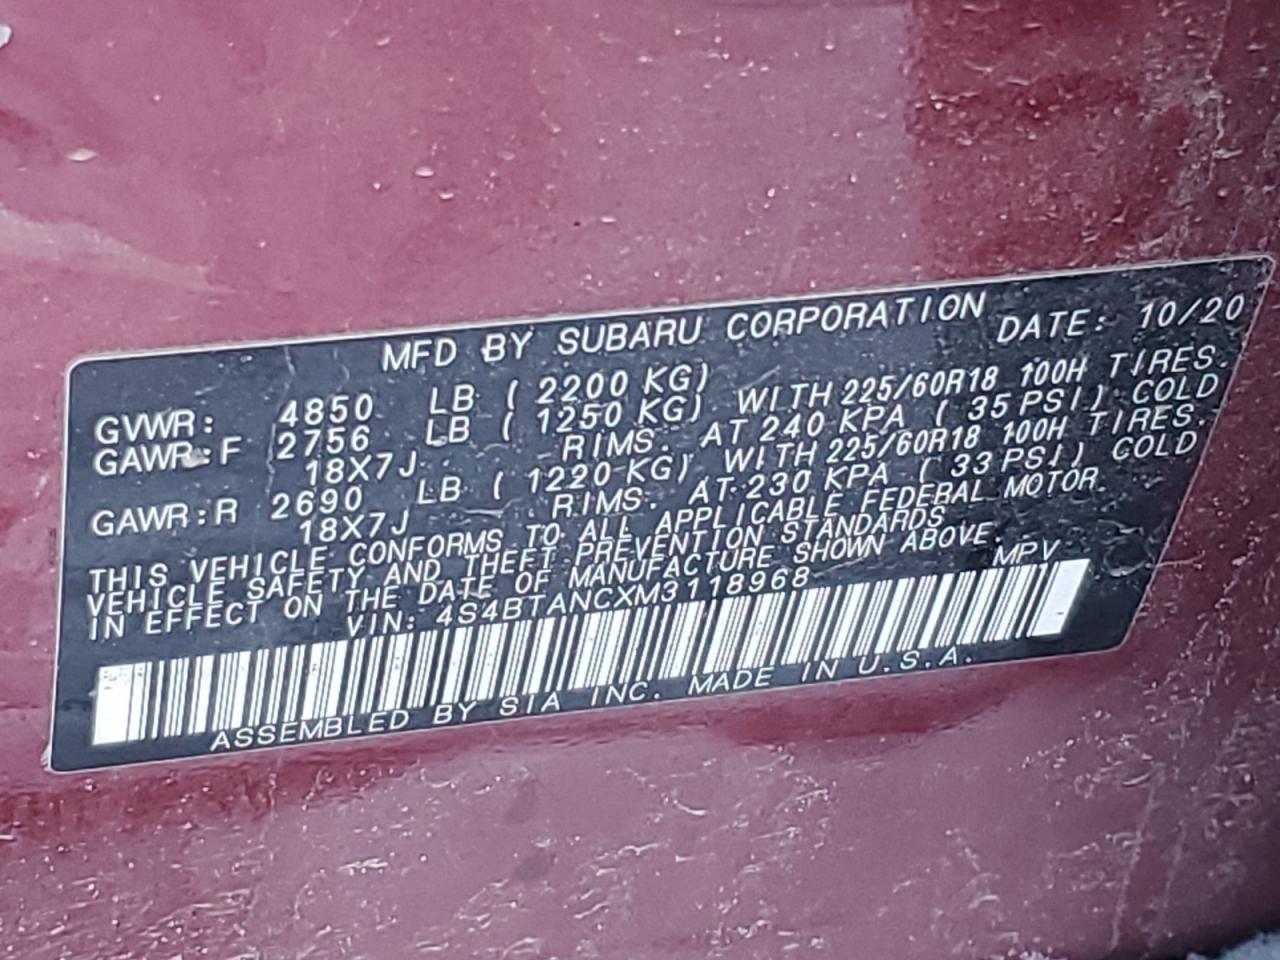 MFD BY SUBARU CORPORATION DATE: 10/20
GVWR: 4850 LB ( 2200 KG)
GAWR:F 2756 LB ( 1250 KG) WITH 225/60R18 100H TIRES.
18X7J RIMS. AT 240 KPA ( 35 PSI) COLD
GAWR:R 2690 LB ( 1220 KG) WITH 225/60R18 100H TIRES.
18X7J RIMS. AT 230 KPA ( 33 PSI) COLD
THIS VEHICLE CONFORMS TO ALL APPLICABLE FEDERAL MOTOR
VEHICLE SAFETY AND THEFT PREVENTION STANDARDS
IN EFFECT ON THE DATE OF MANUFACTURE SHOWN ABOVE.
VIN: 4S4BTANCXM3118968 MPV
ASSEMBLED BY SIA INC. MADE IN U.S.A.